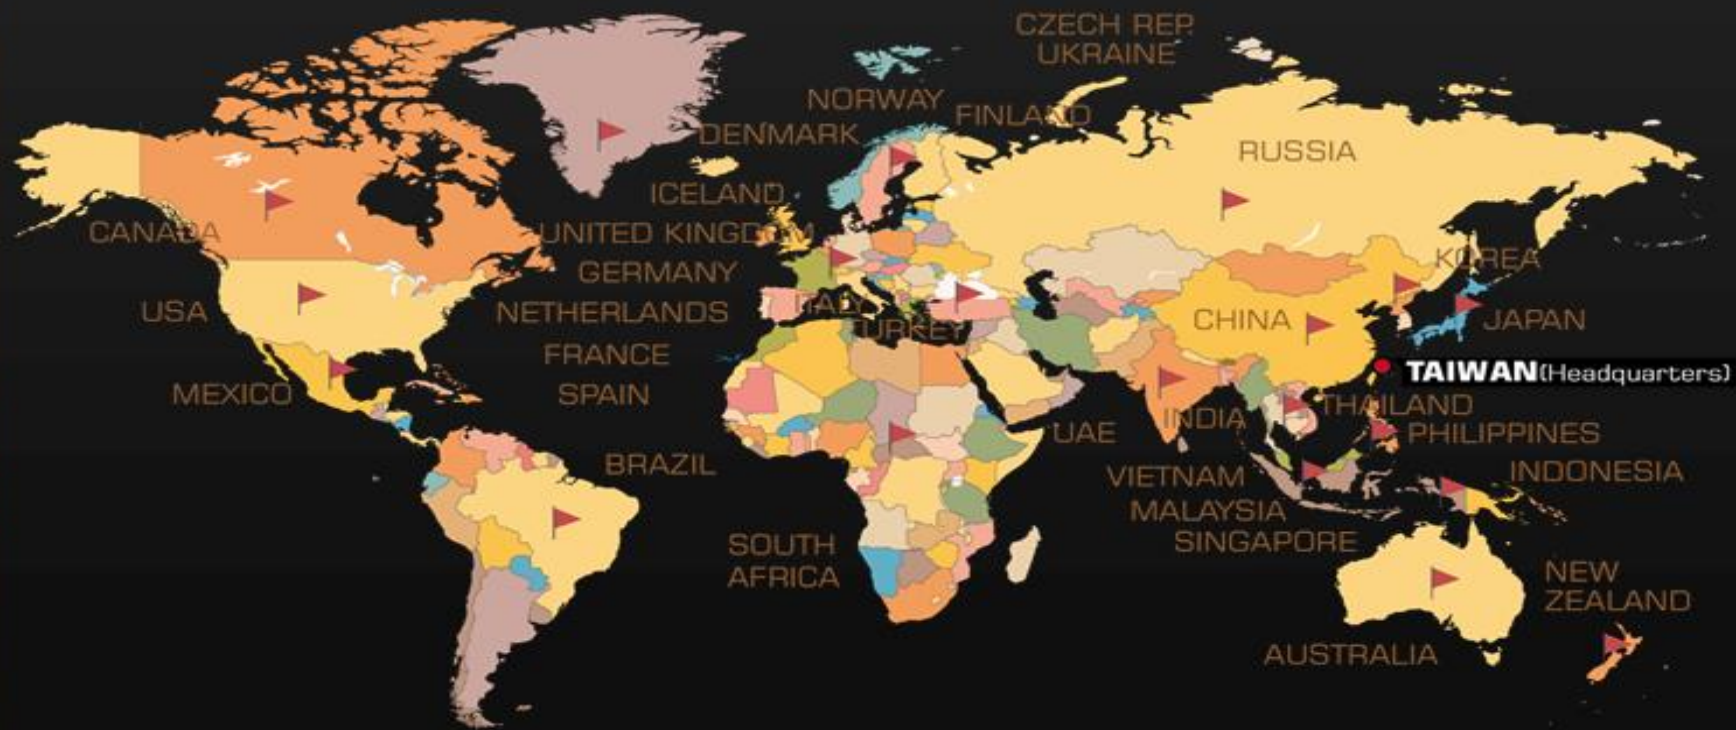 CZECH REP.
UKRAINE
NORWAY
FINLAND
DENMARK
RUSSIA
ICELAND
CANADA
UNITED KINGDOM
KOREA
GERMANY
USA
NETHERLANDS
ITALY
TURKEY
CHINA
JAPAN
FRANCE
TAIWAN(Headquarters)
MEXICO
SPAIN
INDIA
THAILAND
UAE
PHILIPPINES
BRAZIL
VIETNAM
INDONESIA
MALAYSIA
SINGAPORE
SOUTH
AFRICA
NEW
ZEALAND
AUSTRALIA